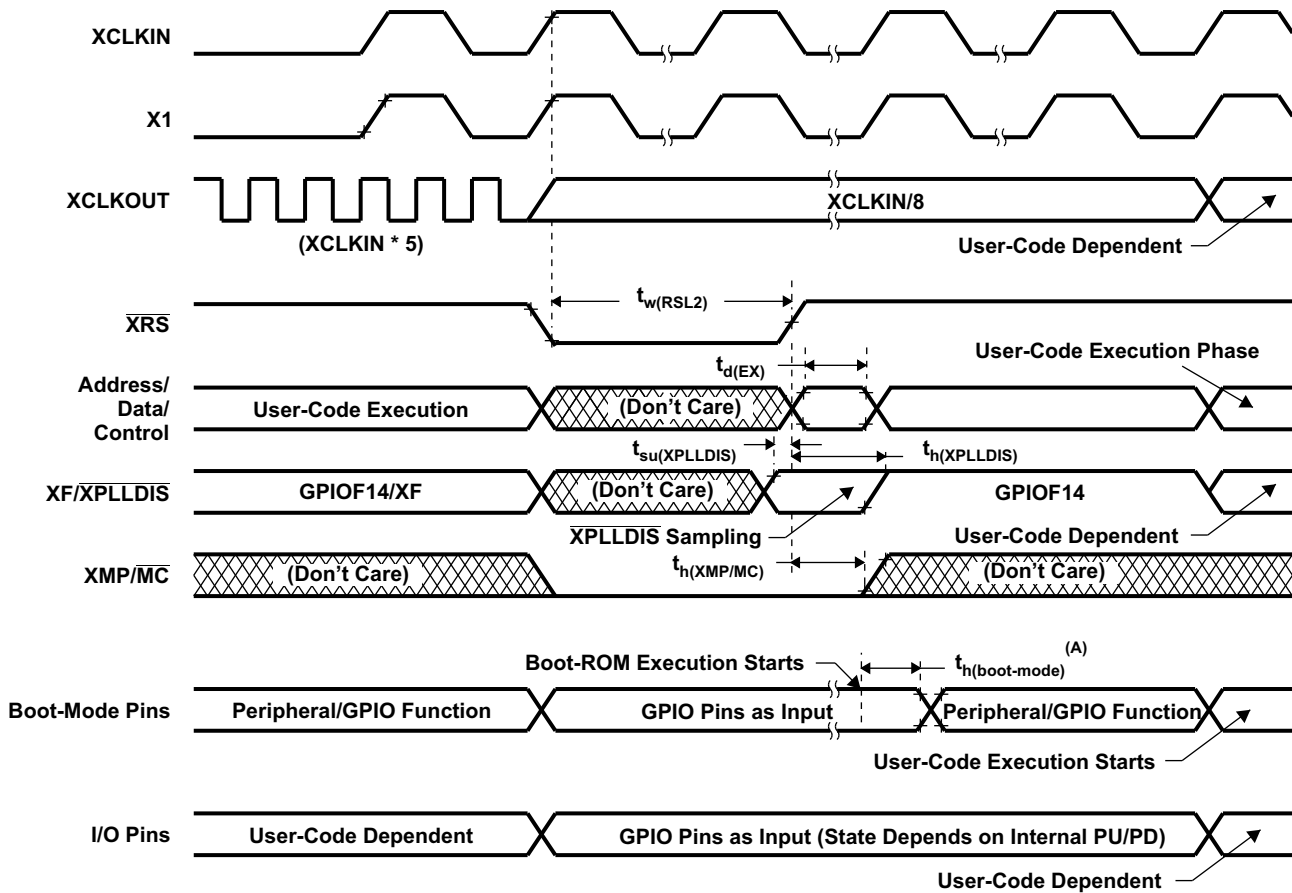 XCLKIN
X1
XCLKOUT
XCLKIN/8
(XCLKIN * 5)
User-Code Dependent
XRS
tw(RSL2)
User-Code Execution Phase
td(EX)
Address/
Data/
Control
User-Code Execution
(Don't Care)
tsu(XPLLDIS)
th(XPLLDIS)
XF/XPLLDIS
GPIOF14/XF
(Don't Care)
GPIOF14
XPLLDIS Sampling
User-Code Dependent
XMP/MC
(Don't Care)
th(XMP/MC)
(Don't Care)
Boot-ROM Execution Starts
th(boot-mode)
(A)
Boot-Mode Pins
Peripheral/GPIO Function
GPIO Pins as Input
Peripheral/GPIO Function
User-Code Execution Starts
I/O Pins
User-Code Dependent
GPIO Pins as Input (State Depends on Internal PU/PD)
User-Code Dependent